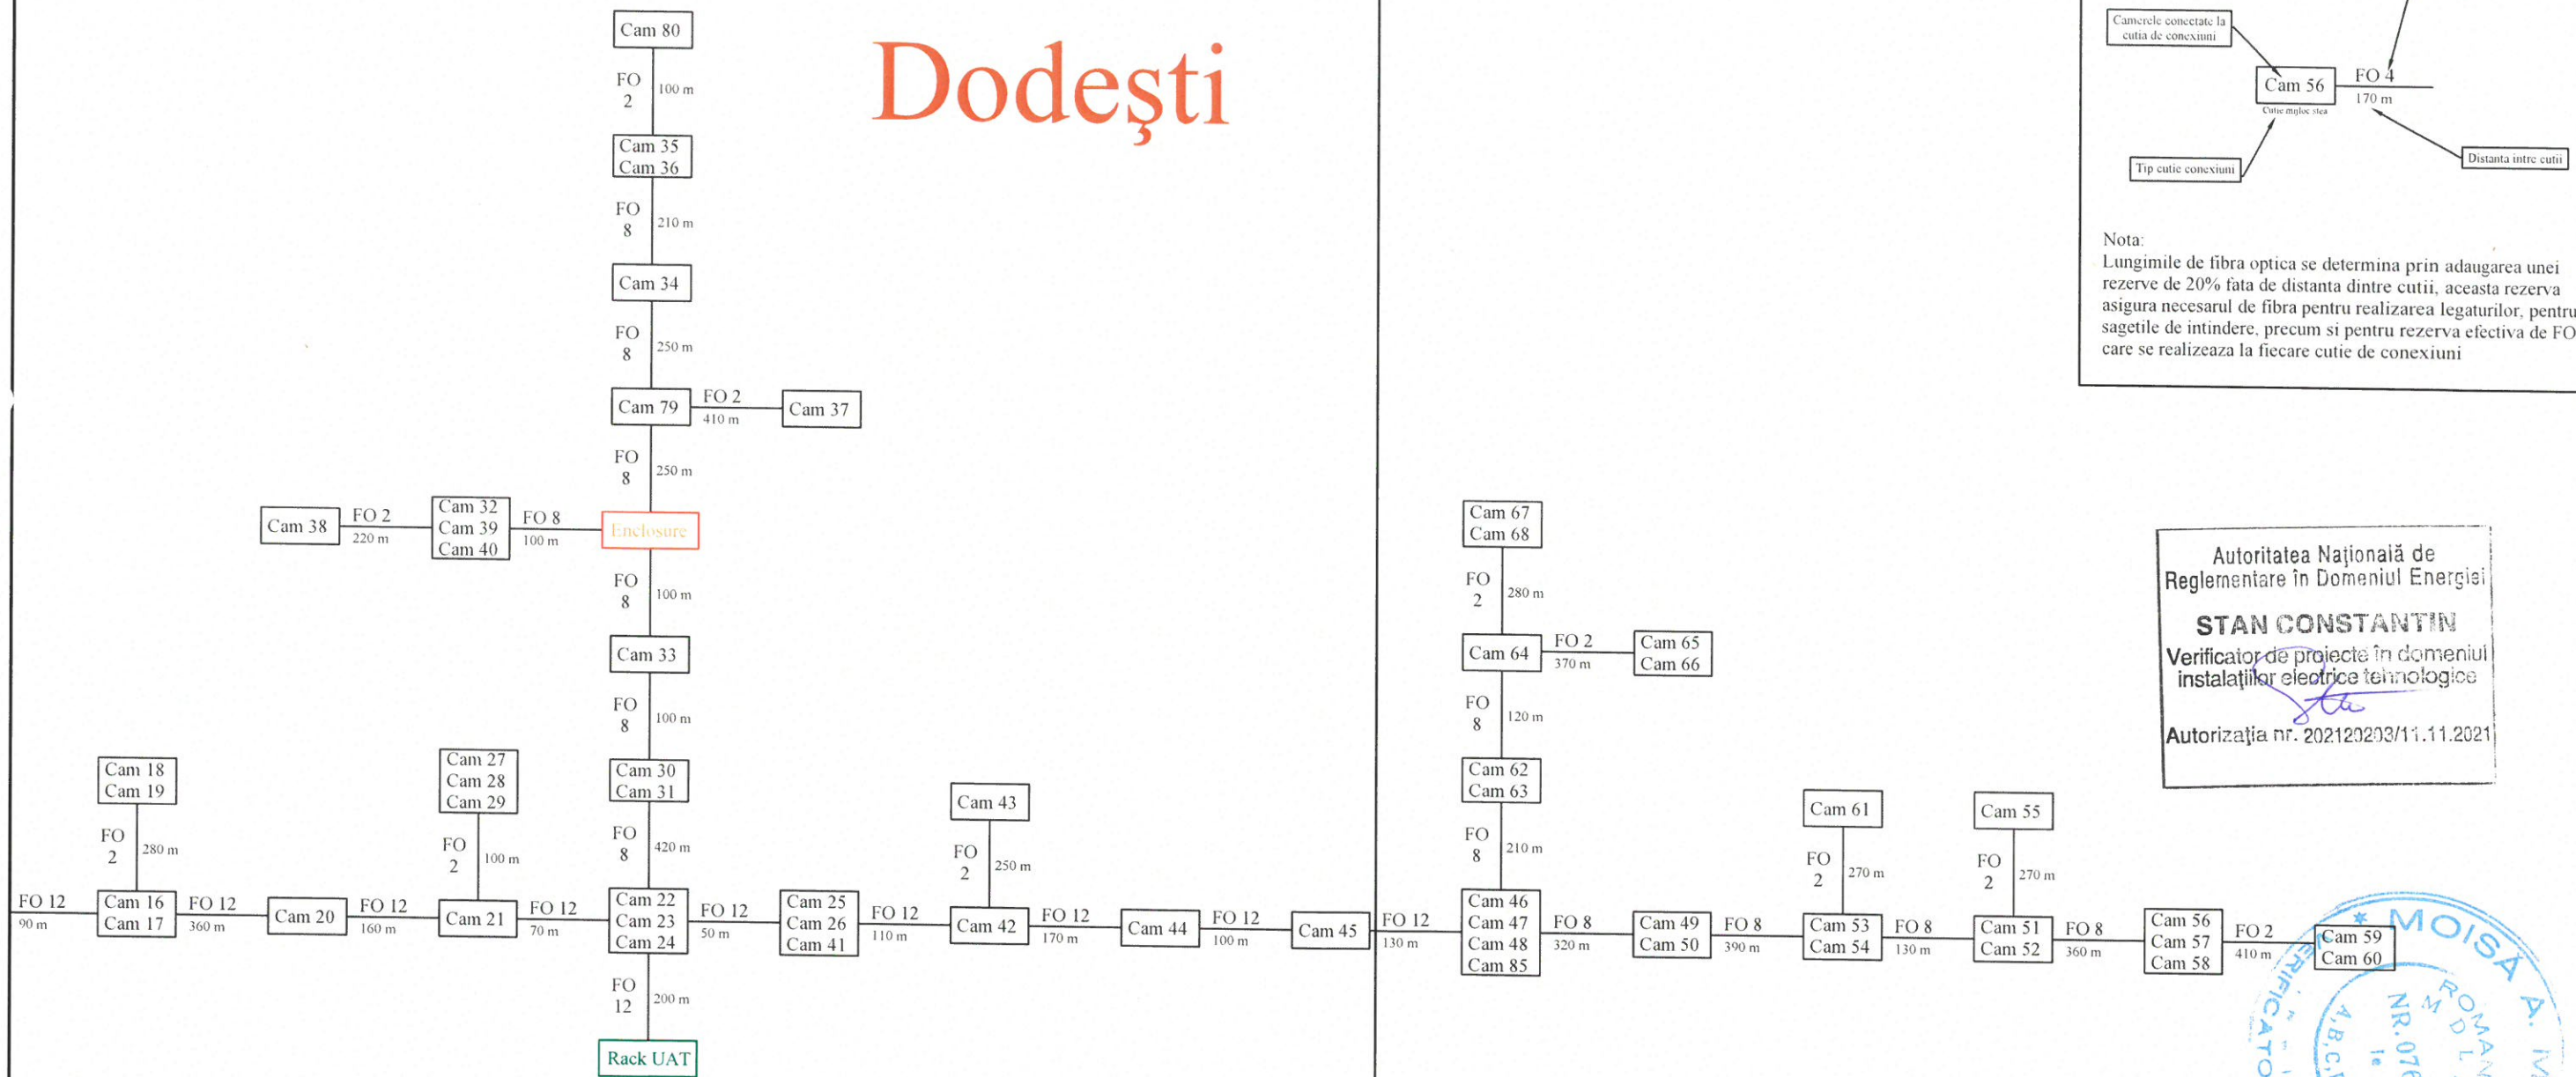 Dodeşti
Cam 80
FO
2
100 m
Cam 35
Cam 36
FO
8
210 m
Cam 34
FO
8
250 m
Cam 79
FO 2
410 m
Cam 37
FO
8
250 m
Cam 38
FO 2
220 m
Cam 32
Cam 39
Cam 40
FO 8
100 m
Enclosure
FO
8
100 m
Cam 33
FO
8
100 m
Cam 30
Cam 31
FO
8
420 m
Cam 18
Cam 19
FO
2
280 m
Cam 27
Cam 28
Cam 29
FO
2
100 m
Cam 43
FO
2
250 m
FO 12
90 m
Cam 16
Cam 17
FO 12
360 m
Cam 20
FO 12
160 m
Cam 21
FO 12
70 m
Cam 22
Cam 23
Cam 24
FO 12
50 m
Cam 25
Cam 26
Cam 41
FO 12
110 m
Cam 42
FO 12
170 m
Cam 44
FO 12
100 m
Cam 45
FO
12
200 m
Rack UAT
Cam 67
Cam 68
FO
2
280 m
Cam 64
FO 2
370 m
Cam 65
Cam 66
FO
8
120 m
Cam 62
Cam 63
FO
8
210 m
Cam 61
FO
2
270 m
Cam 55
FO
2
270 m
FO 12
130 m
Cam 46
Cam 47
Cam 48
Cam 85
FO 8
320 m
Cam 49
Cam 50
FO 8
390 m
Cam 53
Cam 54
FO 8
130 m
Cam 51
Cam 52
FO 8
360 m
Cam 56
Cam 57
Cam 58
FO 2
410 m
Cam 59
Cam 60
Camerele conectate la
cutia de conexiuni
Cam 56
FO 4
170 m
Cutie mijloc stea
Tip cutie conexiuni
Distanta intre cutii
Nota:
Lungimile de fibra optica se determina prin adaugarea unei
rezerve de 20% fata de distanta dintre cutii, aceasta rezerva
asigura necesarul de fibra pentru realizarea legaturilor, pentru
sagetile de intindere, precum si pentru rezerva efectiva de FO
care se realizeaza la fiecare cutie de conexiuni
Autoritatea Naţională de
Reglementare în Domeniul Energiei
STAN CONSTANTIN
Verificator de proiecte în domeniul
instalaţiilor electrice tehnologice
Autorizaţia nr. 202120203/11.11.2021
* MOISĂ A.
VERIFICATO
ROMAN
M D L
NR.076
A,B,C,